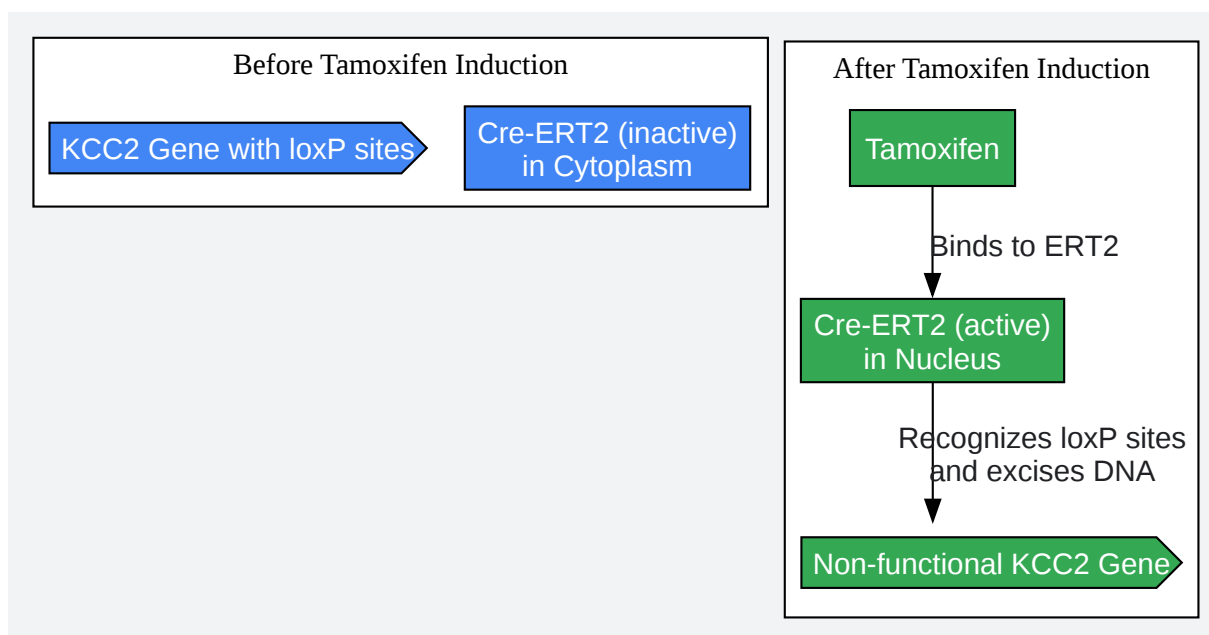 Before Tamoxifen Induction
KCC2 Gene with loxP sites
Cre-ERT2 (inactive)
in Cytoplasm
After Tamoxifen Induction
Tamoxifen
Binds to ERT2
Cre-ERT2 (active)
in Nucleus
Recognizes loxP sites
and excises DNA
Non-functional KCC2 Gene